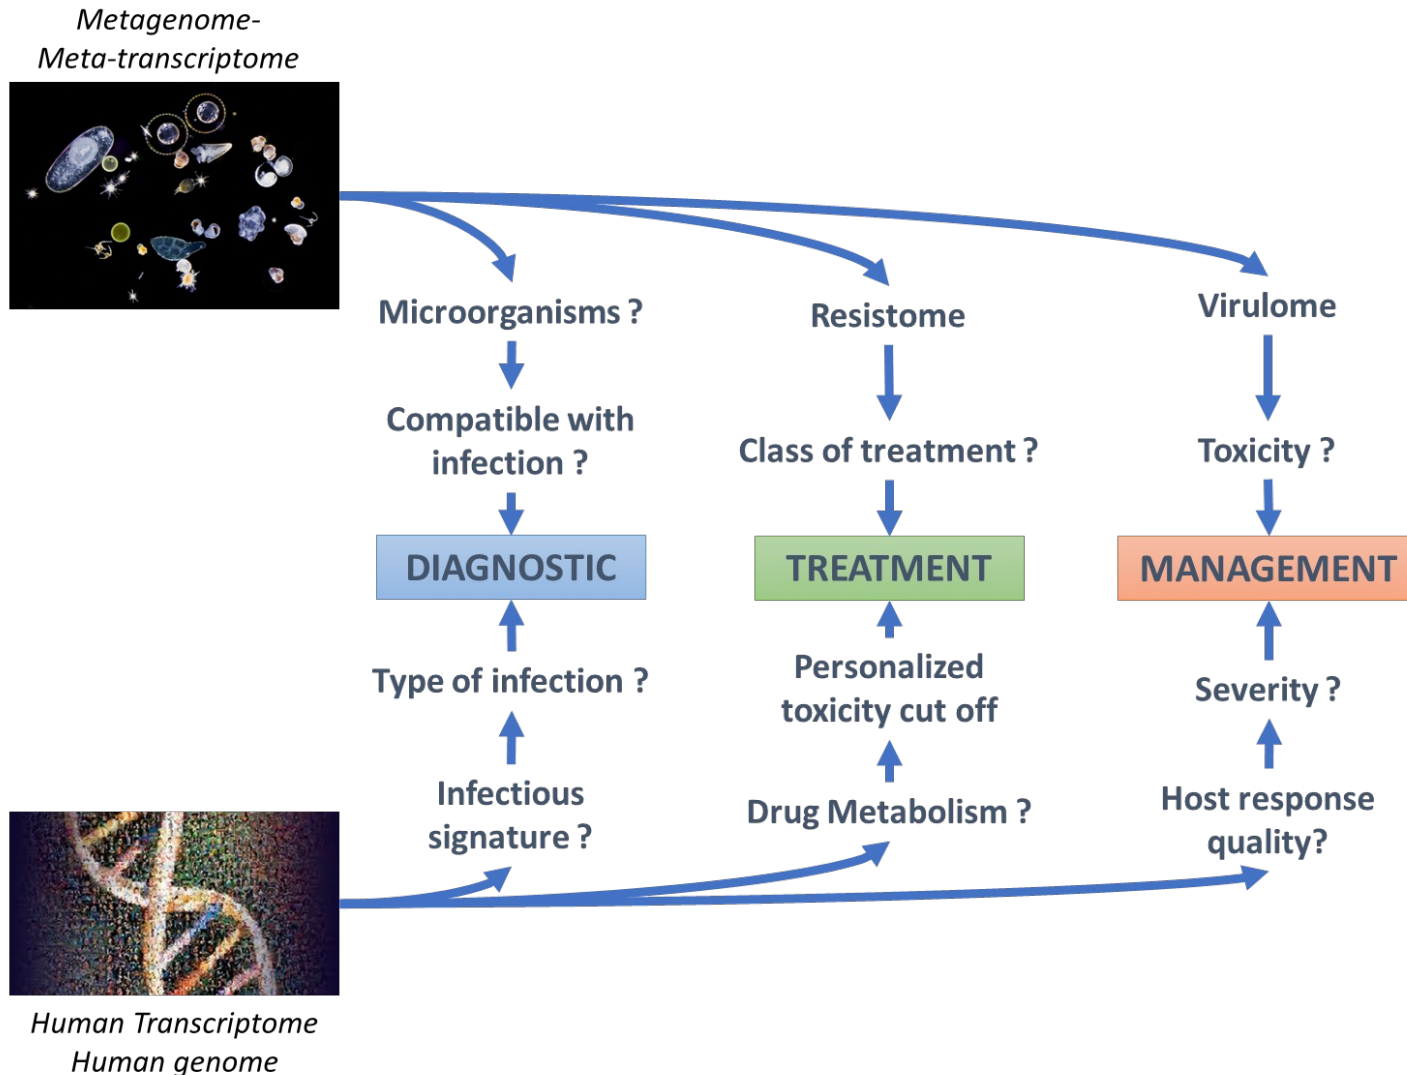 Metagenome-
Meta-transcriptome
Microorganisms ?
Resistome
Virulome
Compatible with
infection ?
Class of treatment ?
Toxicity ?
DIAGNOSTIC
TREATMENT
MANAGEMENT
Type of infection ?
Personalized
toxicity cut off
Severity ?
Infectious
signature ?
Drug Metabolism ?
Host response
quality?
Human Transcriptome
Human genome